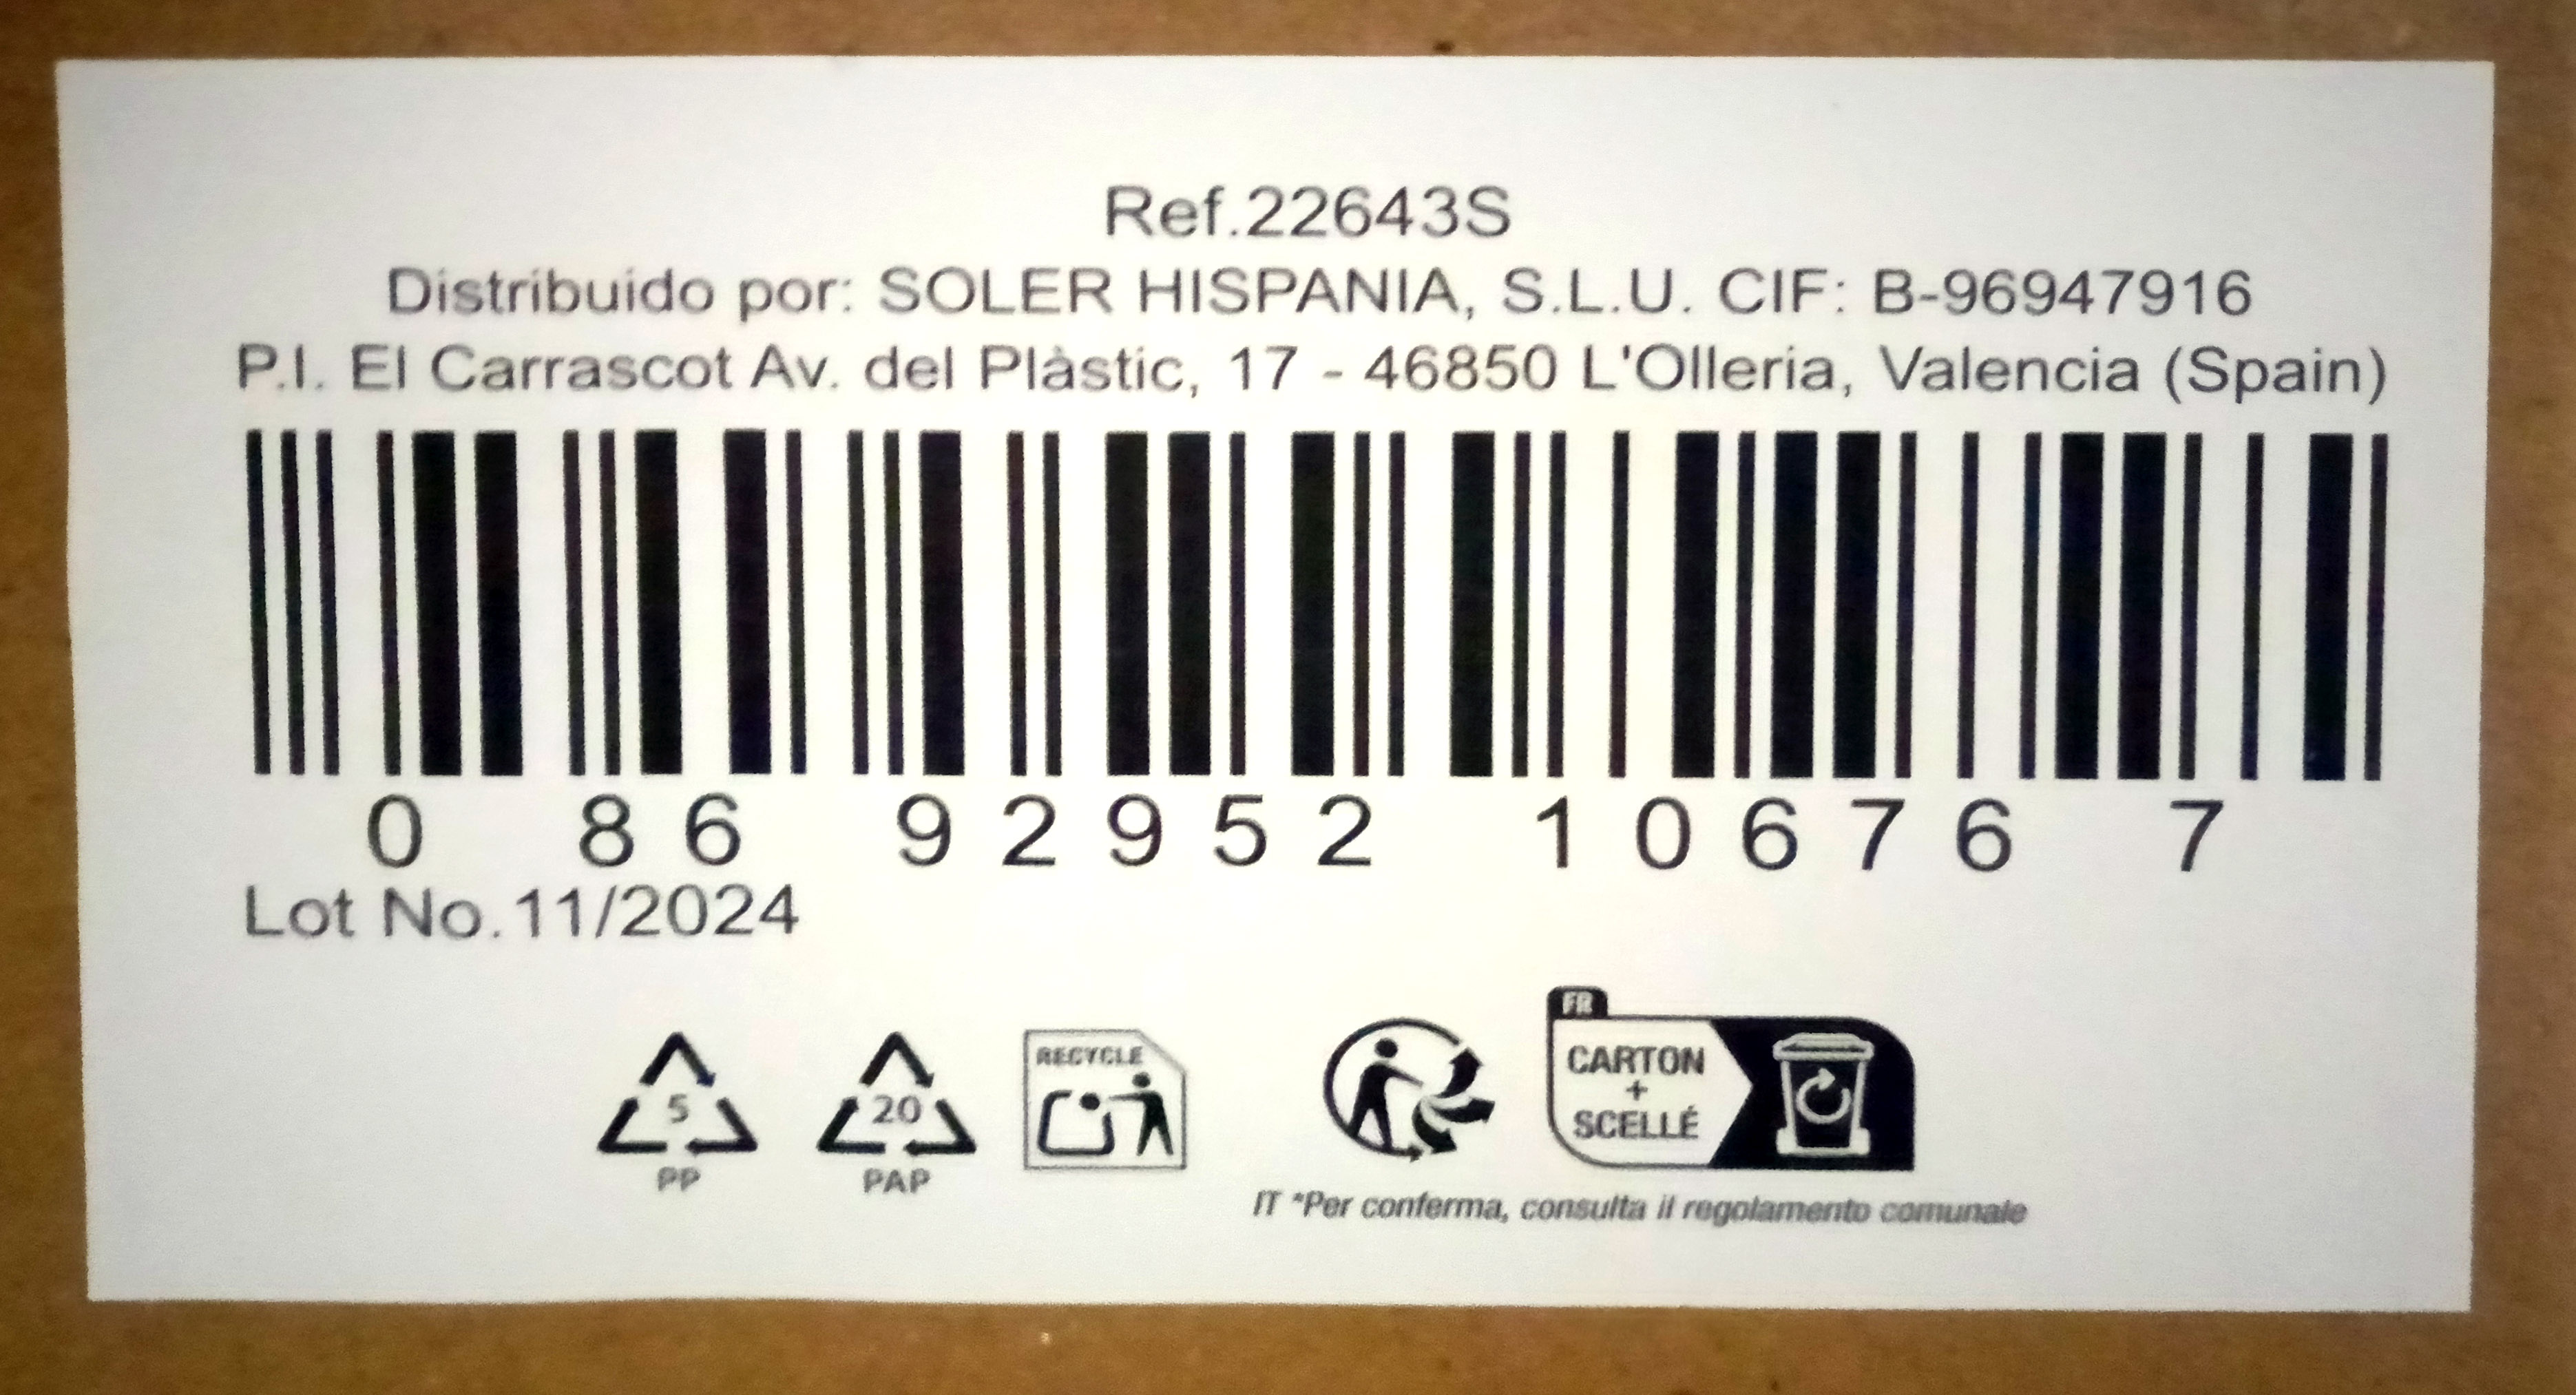 Ref.22643S
Distribuido por: SOLER HISPANIA, S.L.U. CIF: B-96947916
P.I. El Carrascot Av. del Plàstic, 17 - 46850 L'Olleria, Valencia (Spain)
0 86 92952 10676 7
Lot No.11/2024
5
PP
20
PAP
RECYCLE
FR
CARTON
+
SCELLÉ
IT *Per conferma, consulta il regolamento comunale